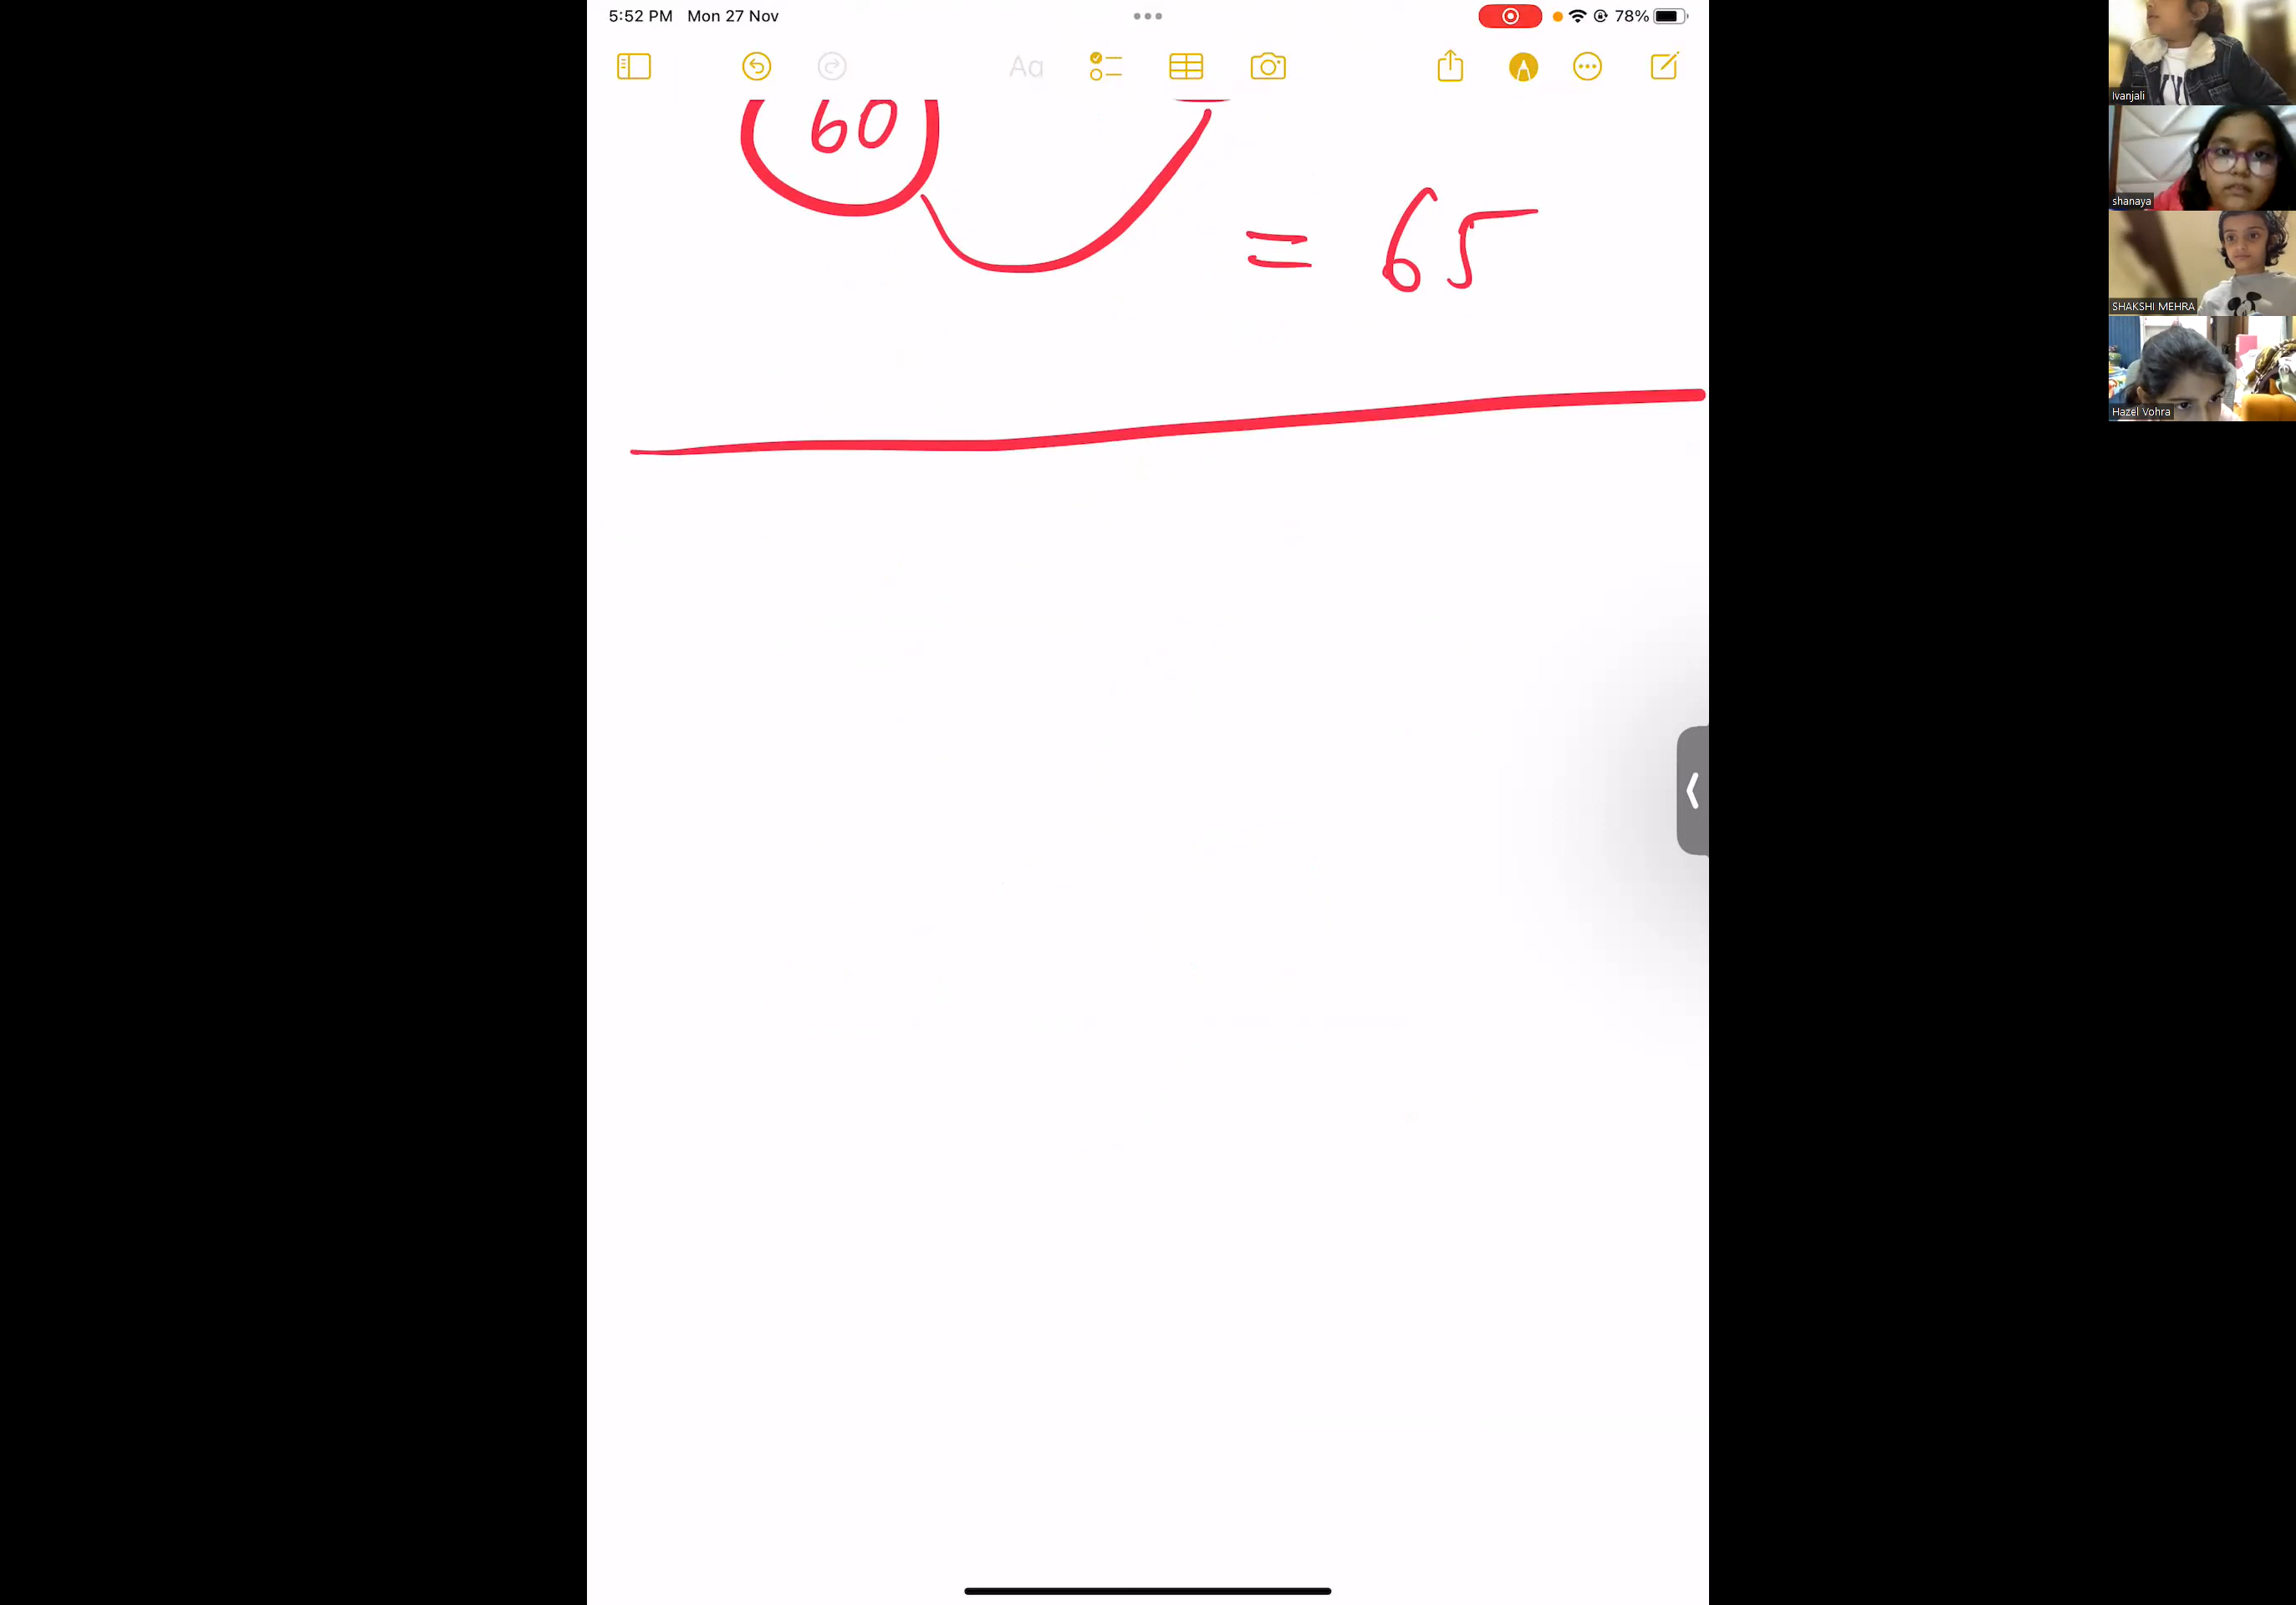 5:52 PM Mon 27 Nov
78%
Aa
60
= 65
Ivanjali
shanaya
SHAKSHI MEHRA
Hazel Vohra